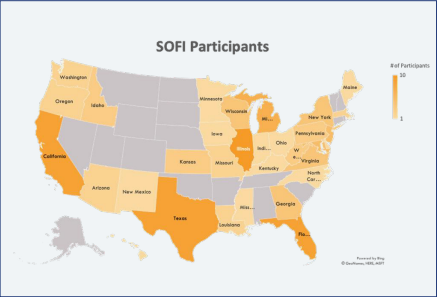 SOFI Participants
# of Participants
10
1
Washington
Oregon
Idaho
California
Arizona
New Mexico
Texas
Kansas
Minnesota
Iowa
Missouri
Wisconsin
Illinois
Mi...
Indi...
Ohio
Kentucky
W
e...
Virginia
Pennsylvania
New York
Maine
North
Car...
Georgia
Flo...
Miss...
Louisiana
Powered by Bing
© GeoNames, HERE, MSFT